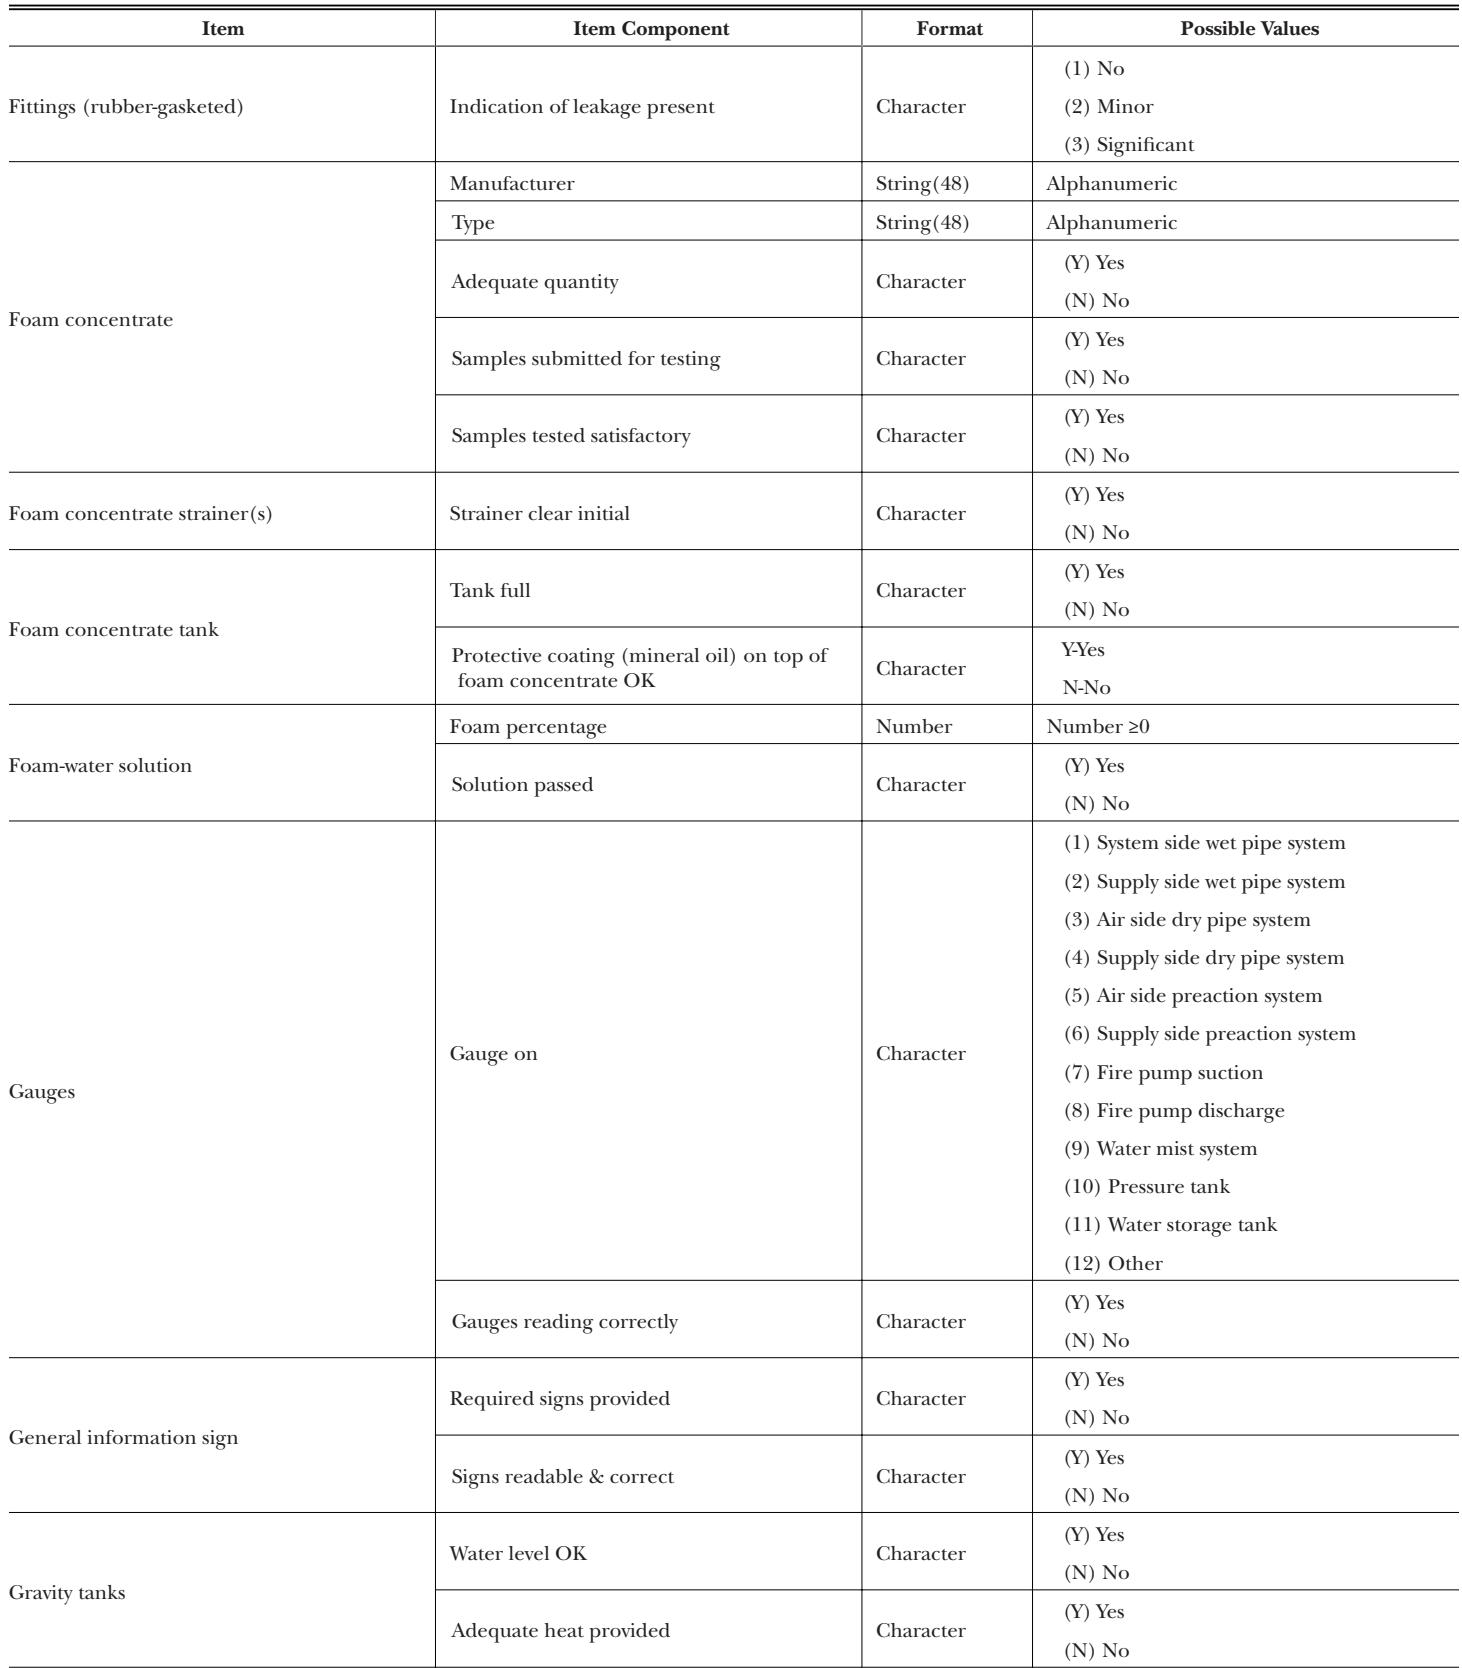 Item Item Component Format Possible Values
Fittings (rubber-gasketed) Indication of leakage present Character (1) No
(2) Minor
(3) Significant
Foam concentrate Manufacturer String(48) Alphanumeric
Type String(48) Alphanumeric
Adequate quantity Character (Y) Yes
(N) No
Samples submitted for testing Character (Y) Yes
(N) No
Samples tested satisfactory Character (Y) Yes
(N) No
Foam concentrate strainer(s) Strainer clear initial Character (Y) Yes
(N) No
Foam concentrate tank Tank full Character (Y) Yes
(N) No
Protective coating (mineral oil) on top of
foam concentrate OK Character Y-Yes
N-No
Foam-water solution Foam percentage Number Number ≥0
Solution passed Character (Y) Yes
(N) No
Gauges Gauge on Character (1) System side wet pipe system
(2) Supply side wet pipe system
(3) Air side dry pipe system
(4) Supply side dry pipe system
(5) Air side preaction system
(6) Supply side preaction system
(7) Fire pump suction
(8) Fire pump discharge
(9) Water mist system
(10) Pressure tank
(11) Water storage tank
(12) Other
Gauges reading correctly Character (Y) Yes
(N) No
General information sign Required signs provided Character (Y) Yes
(N) No
Signs readable & correct Character (Y) Yes
(N) No
Gravity tanks Water level OK Character (Y) Yes
(N) No
Adequate heat provided Character (Y) Yes
(N) No